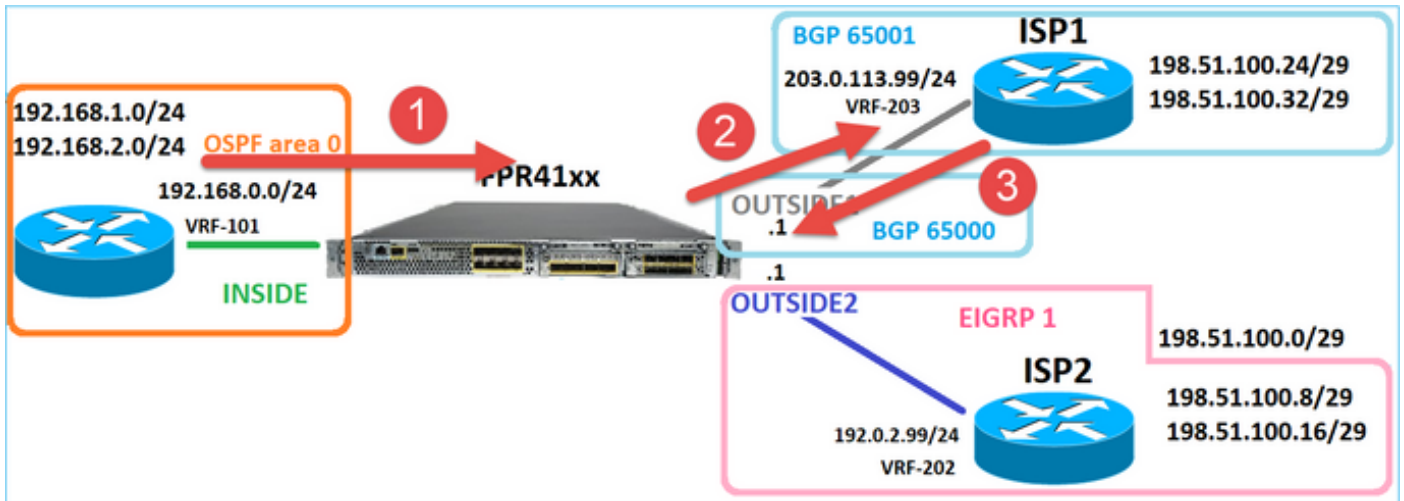 BGP 65001
ISP1
203.0.113.99/24
VRF-203
198.51.100.24/29
198.51.100.32/29
192.168.1.0/24
192.168.2.0/24
OSPF area 0
1
2
3
192.168.0.0/24
VRF-101
INSIDE
FPR41xx
OUTSIDE
.1
BGP 65000
.1
OUTSIDE2
EIGRP 1
198.51.100.0/29
ISP2
198.51.100.8/29
198.51.100.16/29
192.0.2.99/24
VRF-202